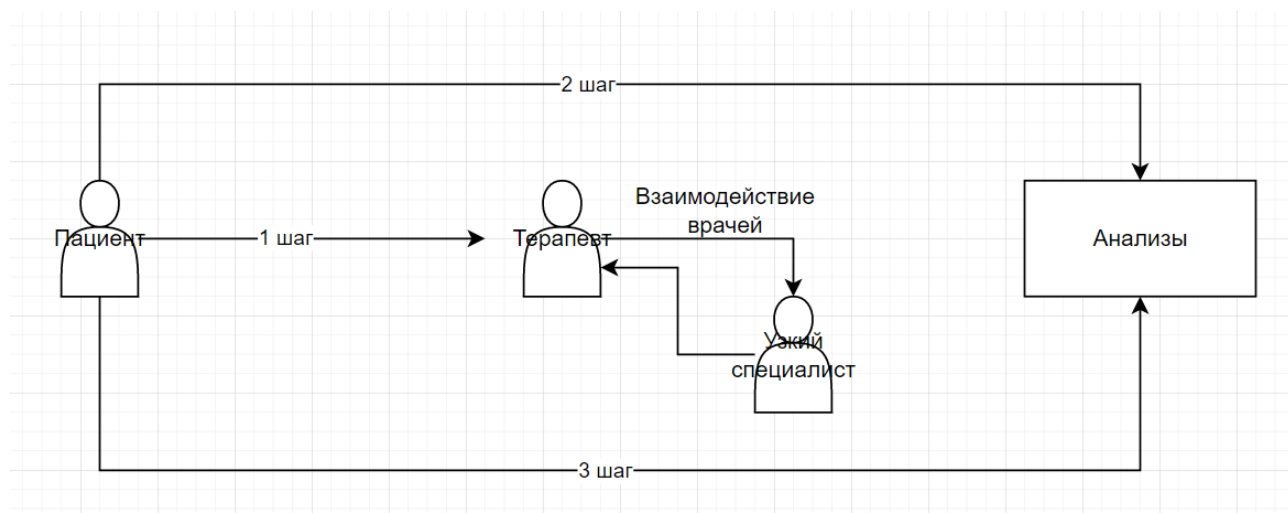 2 шаг
Взаимодействие
врачей
Пациент
1 шаг
Терапевт
Анализы
Узкий
специалист
3 шаг